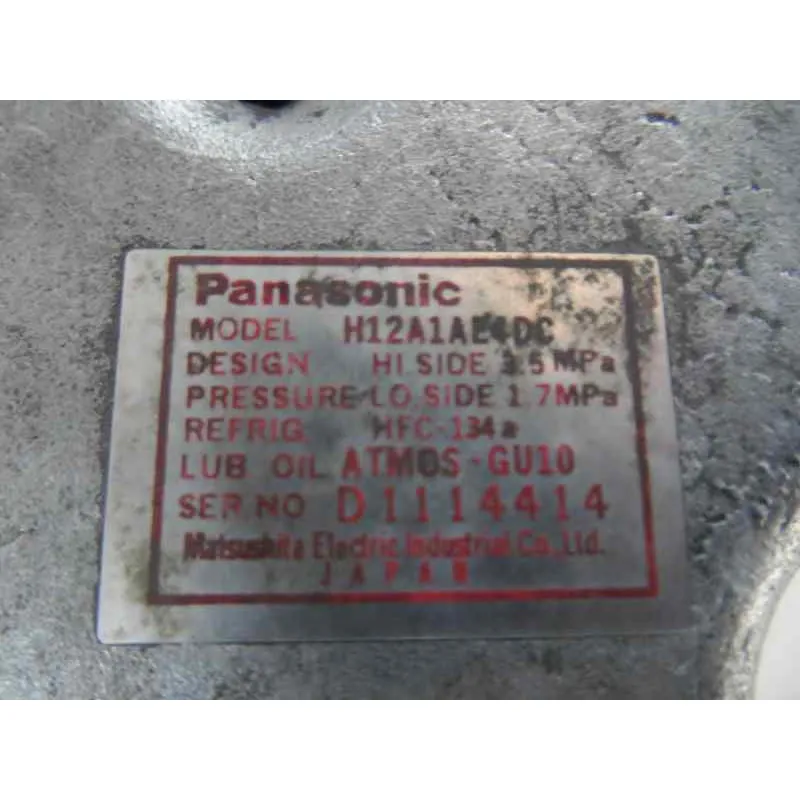 Panasonic
MODEL H12A1AE4DC
DESIGN HI SIDE 3.5 MPa
PRESSURE LO SIDE 1.7 MPa
REFRIG. HFC-134a
LUB OIL ATMOS-GU10
SER NO D1114414
Matsushita Electric Industrial Co., Ltd.
JAPAN